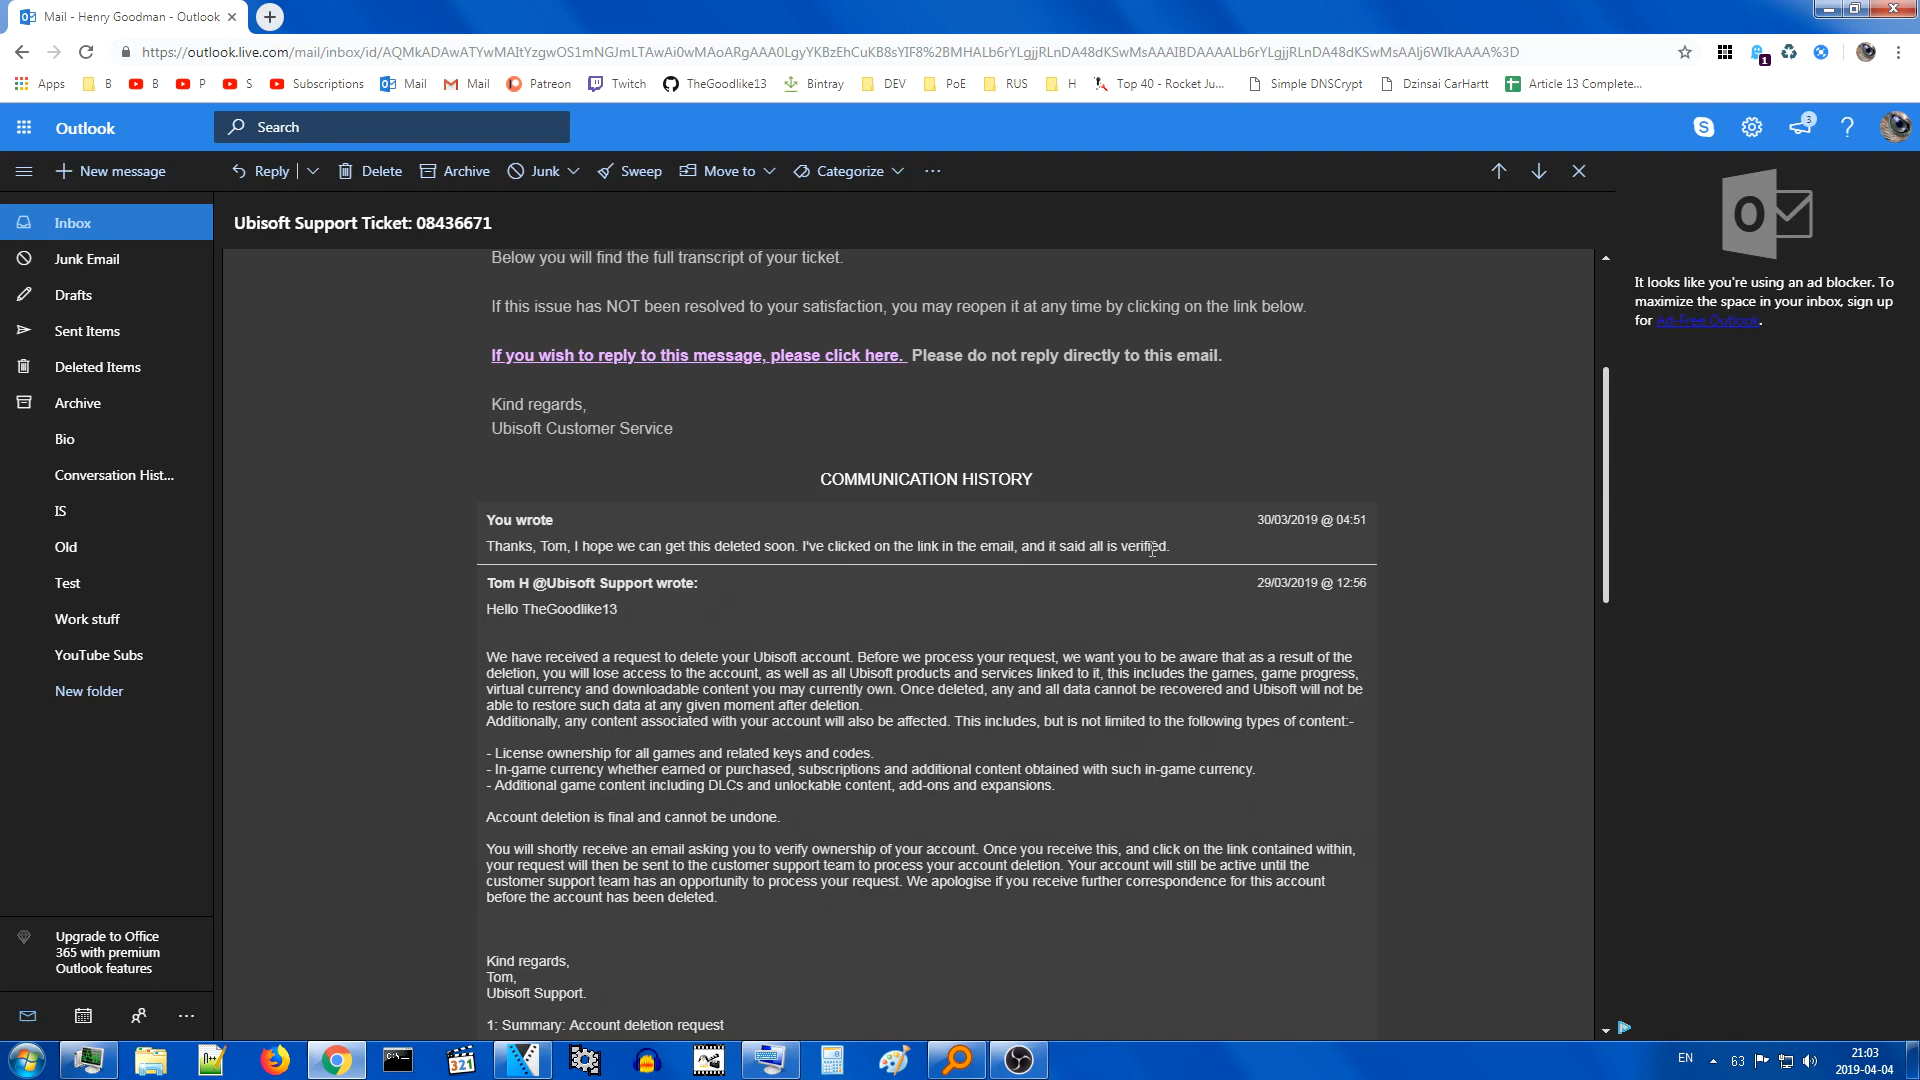 Mail - Henry Goodman - Outlook
https://outlook.live.com/mail/inbox/id/AQMkADAwATYwMAItYzgwOS1mNGJmLTAwAi0wMAoARgAAA0LgyYKBzEhCuKB8sYIF8%2BMHALb6rYLgjjRLnDA48dKSwMsAAAIBDAAAALb6rYLgjjRLnDA48dKSwMsAAIj6WIkAAAA%3D
1
Apps B B P S Subscriptions Mail Mail Patreon Twitch TheGoodlike13 Bintray DEV PoE RUS H Top 40 - Rocket Ju... Simple DNSCrypt Dzinsai CarHartt Article 13 Complete...
Outlook
Search
3
New message
Reply Delete Archive Junk Sweep Move to Categorize
Inbox
Junk Email
Drafts
Sent Items
Deleted Items
Archive
Bio
Conversation Hist...
IS
Old
Test
Work stuff
YouTube Subs
New folder
Upgrade to Office
365 with premium
Outlook features
Ubisoft Support Ticket: 08436671
Below you will find the full transcript of your ticket.
If this issue has NOT been resolved to your satisfaction, you may reopen it at any time by clicking on the link below.
If you wish to reply to this message, please click here. Please do not reply directly to this email.
Kind regards,
Ubisoft Customer Service
COMMUNICATION HISTORY
You wrote 30/03/2019 @ 04:51
Thanks, Tom, I hope we can get this deleted soon. I've clicked on the link in the email, and it said all is verified.
Tom H @Ubisoft Support wrote: 29/03/2019 @ 12:56
Hello TheGoodlike13
We have received a request to delete your Ubisoft account. Before we process your request, we want you to be aware that as a result of the
deletion, you will lose access to the account, as well as all Ubisoft products and services linked to it, this includes the games, game progress,
virtual currency and downloadable content you may currently own. Once deleted, any and all data cannot be recovered and Ubisoft will not be
able to restore such data at any given moment after deletion.
Additionally, any content associated with your account will also be affected. This includes, but is not limited to the following types of content:-
- License ownership for all games and related keys and codes.
- In-game currency whether earned or purchased, subscriptions and additional content obtained with such in-game currency.
- Additional game content including DLCs and unlockable content, add-ons and expansions.
Account deletion is final and cannot be undone.
You will shortly receive an email asking you to verify ownership of your account. Once you receive this, and click on the link contained within,
your request will then be sent to the customer support team to process your account deletion. Your account will still be active until the
customer support team has an opportunity to process your request. We apologise if you receive further correspondence for this account
before the account has been deleted.
Kind regards,
Tom,
Ubisoft Support.
1: Summary: Account deletion request
It looks like you're using an ad blocker. To
maximize the space in your inbox, sign up
for Ad-Free Outlook.
EN 63
21:03
2019-04-04